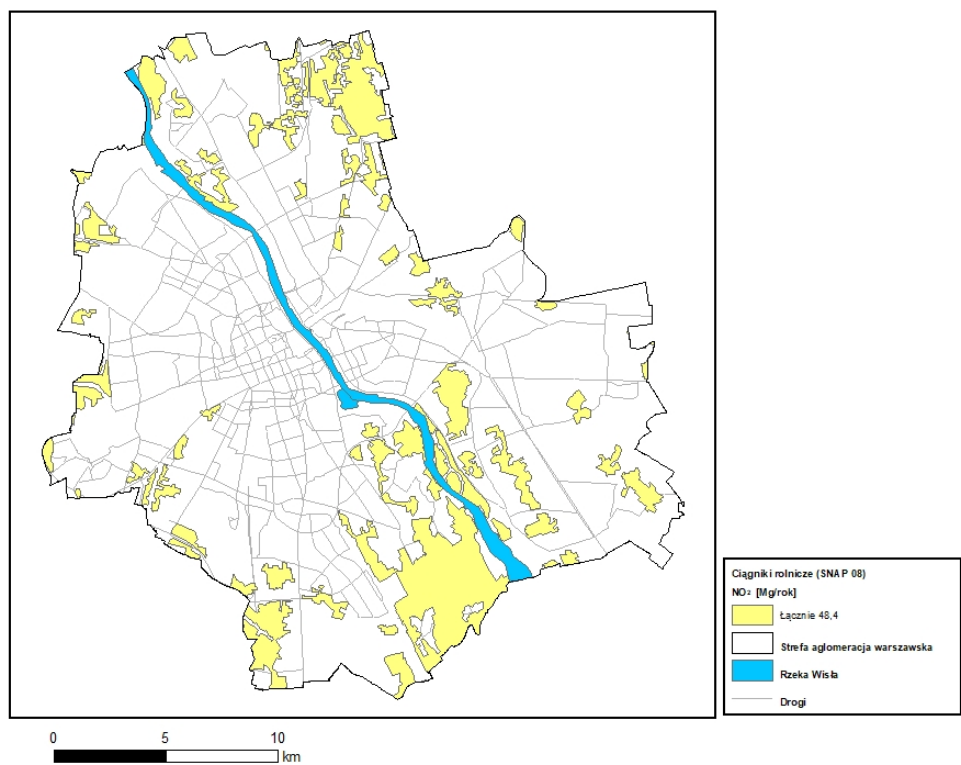 Ciągniki rolnicze (SNAP 08)
NO₂ [Mg/rok]
Łącznie 48,4
Strefa aglomeracja warszawska
Rzeka Wisła
Drogi
0 5 10
km